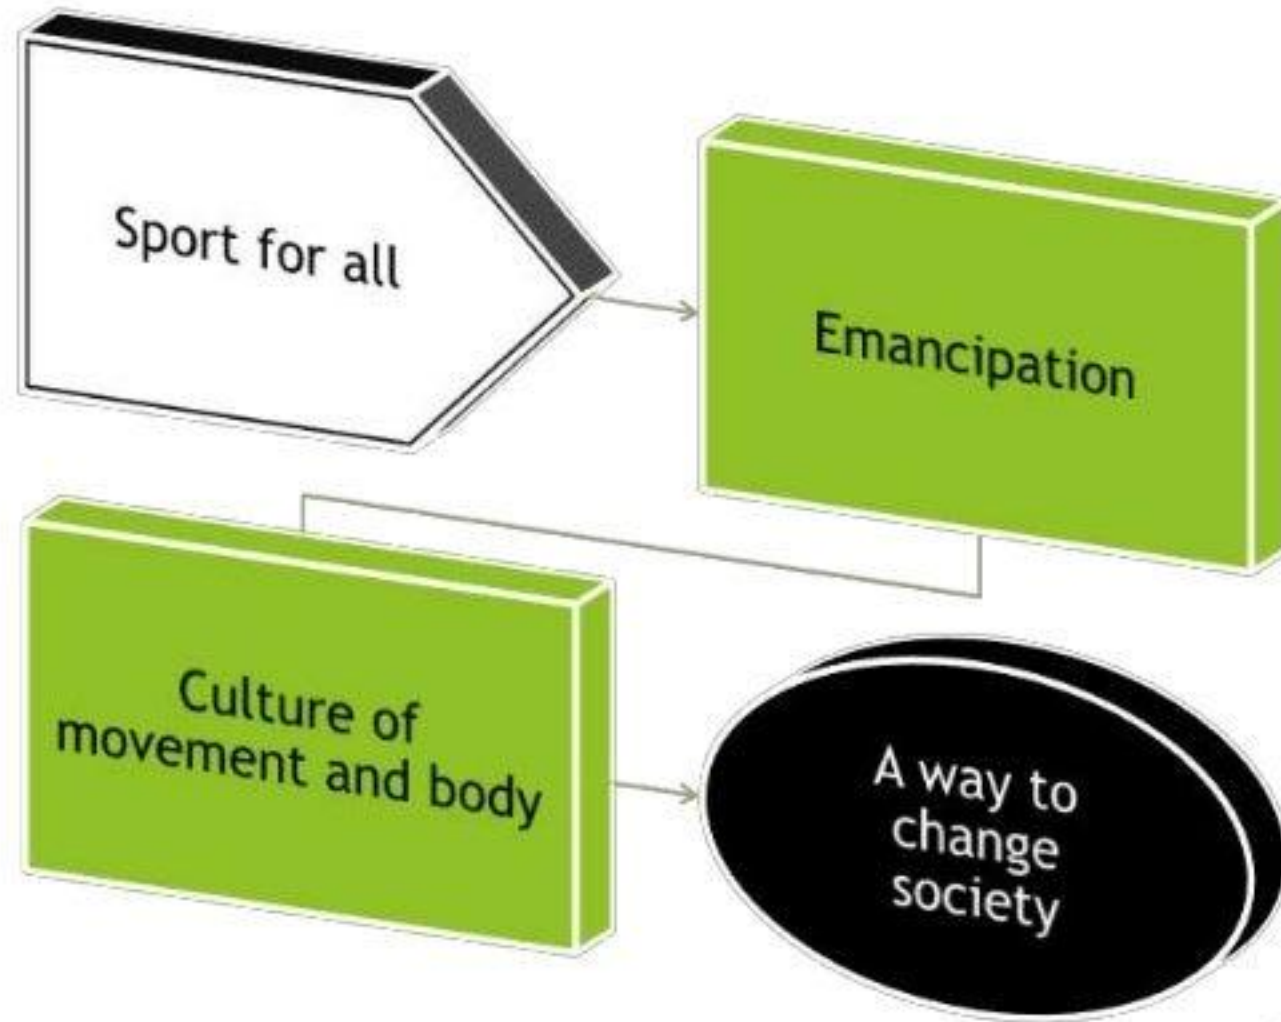 Sport for all
Emancipation
Culture of
movement and body
A way to
change
society